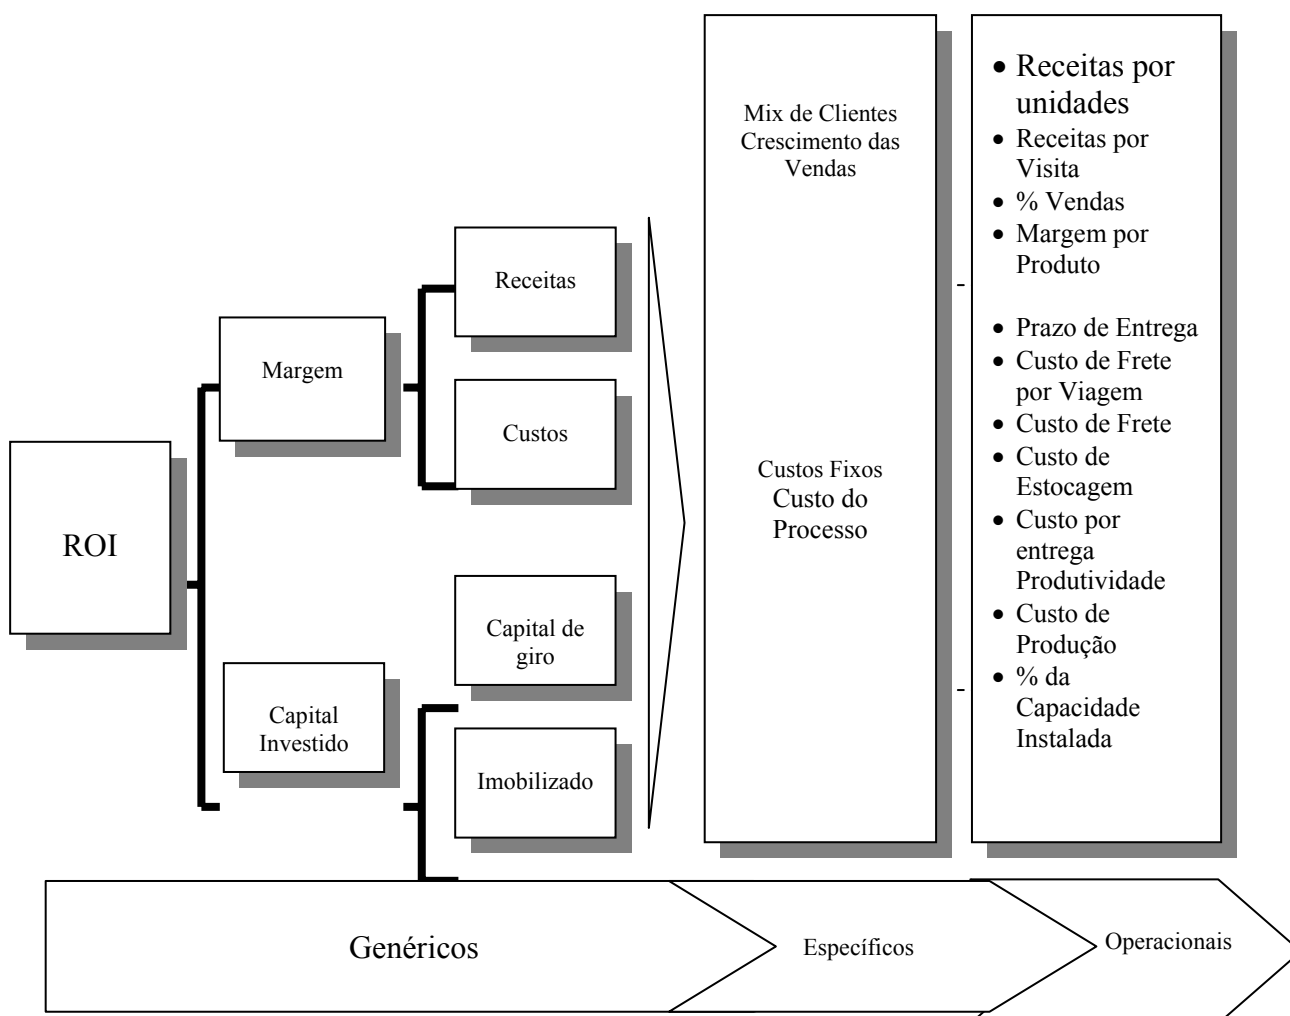 ROI
Margem
Capital
Investido
Receitas
Custos
Capital de
giro
Imobilizado
Mix de Clientes
Crescimento das
Vendas
Custos Fixos
Custo do
Processo
-
-
• Receitas por
unidades
• Receitas por
Visita
• % Vendas
• Margem por
Produto
• Prazo de Entrega
• Custo de Frete
por Viagem
• Custo de Frete
• Custo de
Estocagem
• Custo por
entrega
Produtividade
• Custo de
Produção
• % da
Capacidade
Instalada
Genéricos
Específicos
Operacionais